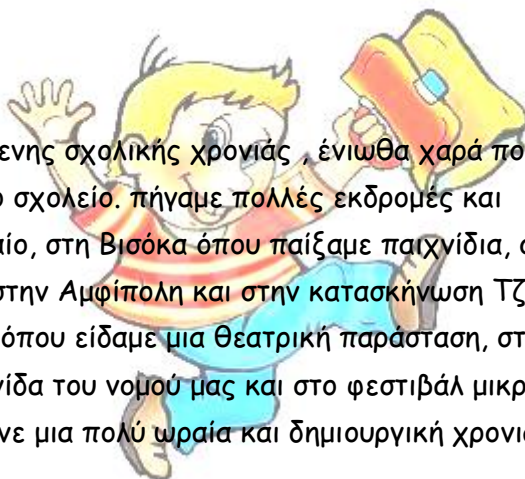 ενης σχολικής χρονιάς , ένιωθα χαρά πο
σχολείο. πήγαμε πολλές εκδρομές και
αίο, στη Βισόκα όπου παίξαμε παιχνίδια,
στην Αμφίπολη και στην κατασκήνωση Τζ
όπου είδαμε μια θεατρική παράσταση, στ
νίδα του νομού μας και στο φεστιβάλ μικρ
νε μια πολύ ωραία και δημιουργική χρονι